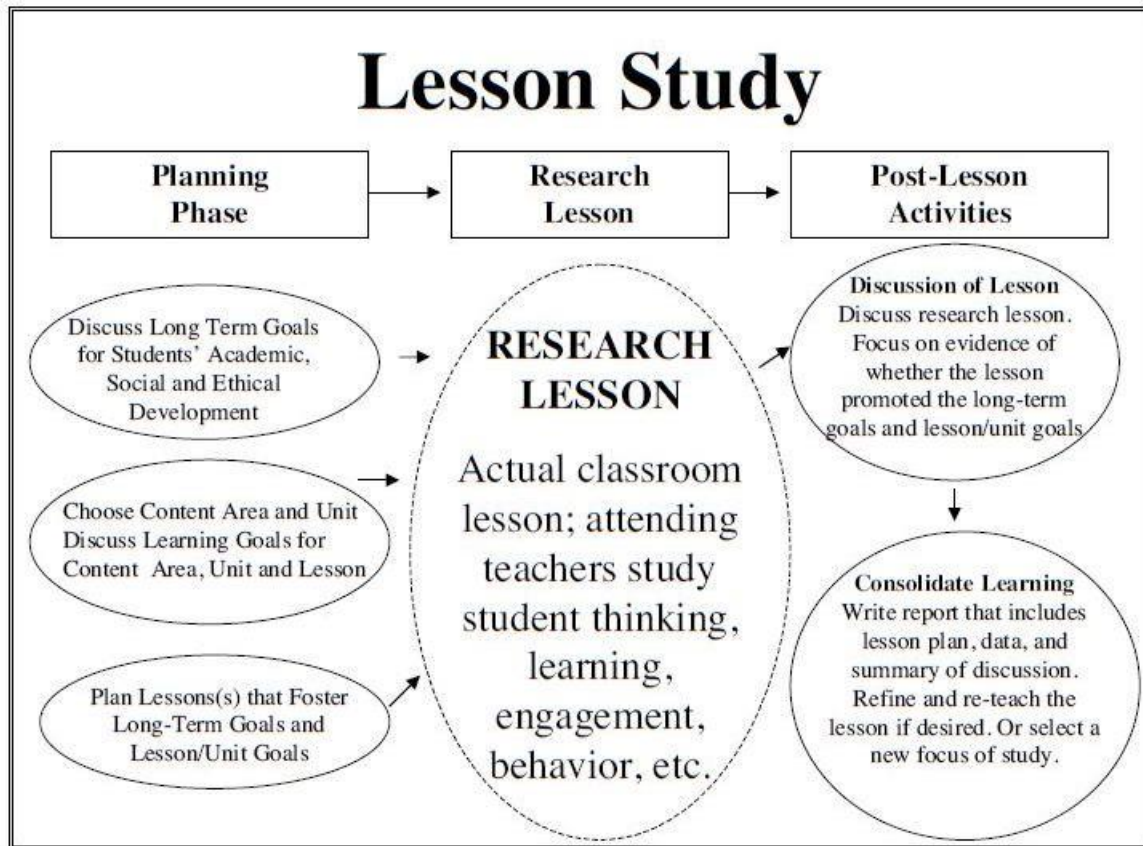 Lesson Study
Planning
Phase
Research
Lesson
Post-Lesson
Activities
Discuss Long Term Goals
for Students’ Academic,
Social and Ethical
Development
Choose Content Area and Unit
Discuss Learning Goals for
Content Area, Unit and Lesson
Plan Lessons(s) that Foster
Long-Term Goals and
Lesson/Unit Goals
RESEARCH
LESSON
Actual classroom
lesson; attending
teachers study
student thinking,
learning,
engagement,
behavior, etc.
Discussion of Lesson
Discuss research lesson.
Focus on evidence of
whether the lesson
promoted the long-term
goals and lesson/unit goals
Consolidate Learning
Write report that includes
lesson plan, data, and
summary of discussion.
Refine and re-teach the
lesson if desired. Or select a
new focus of study.